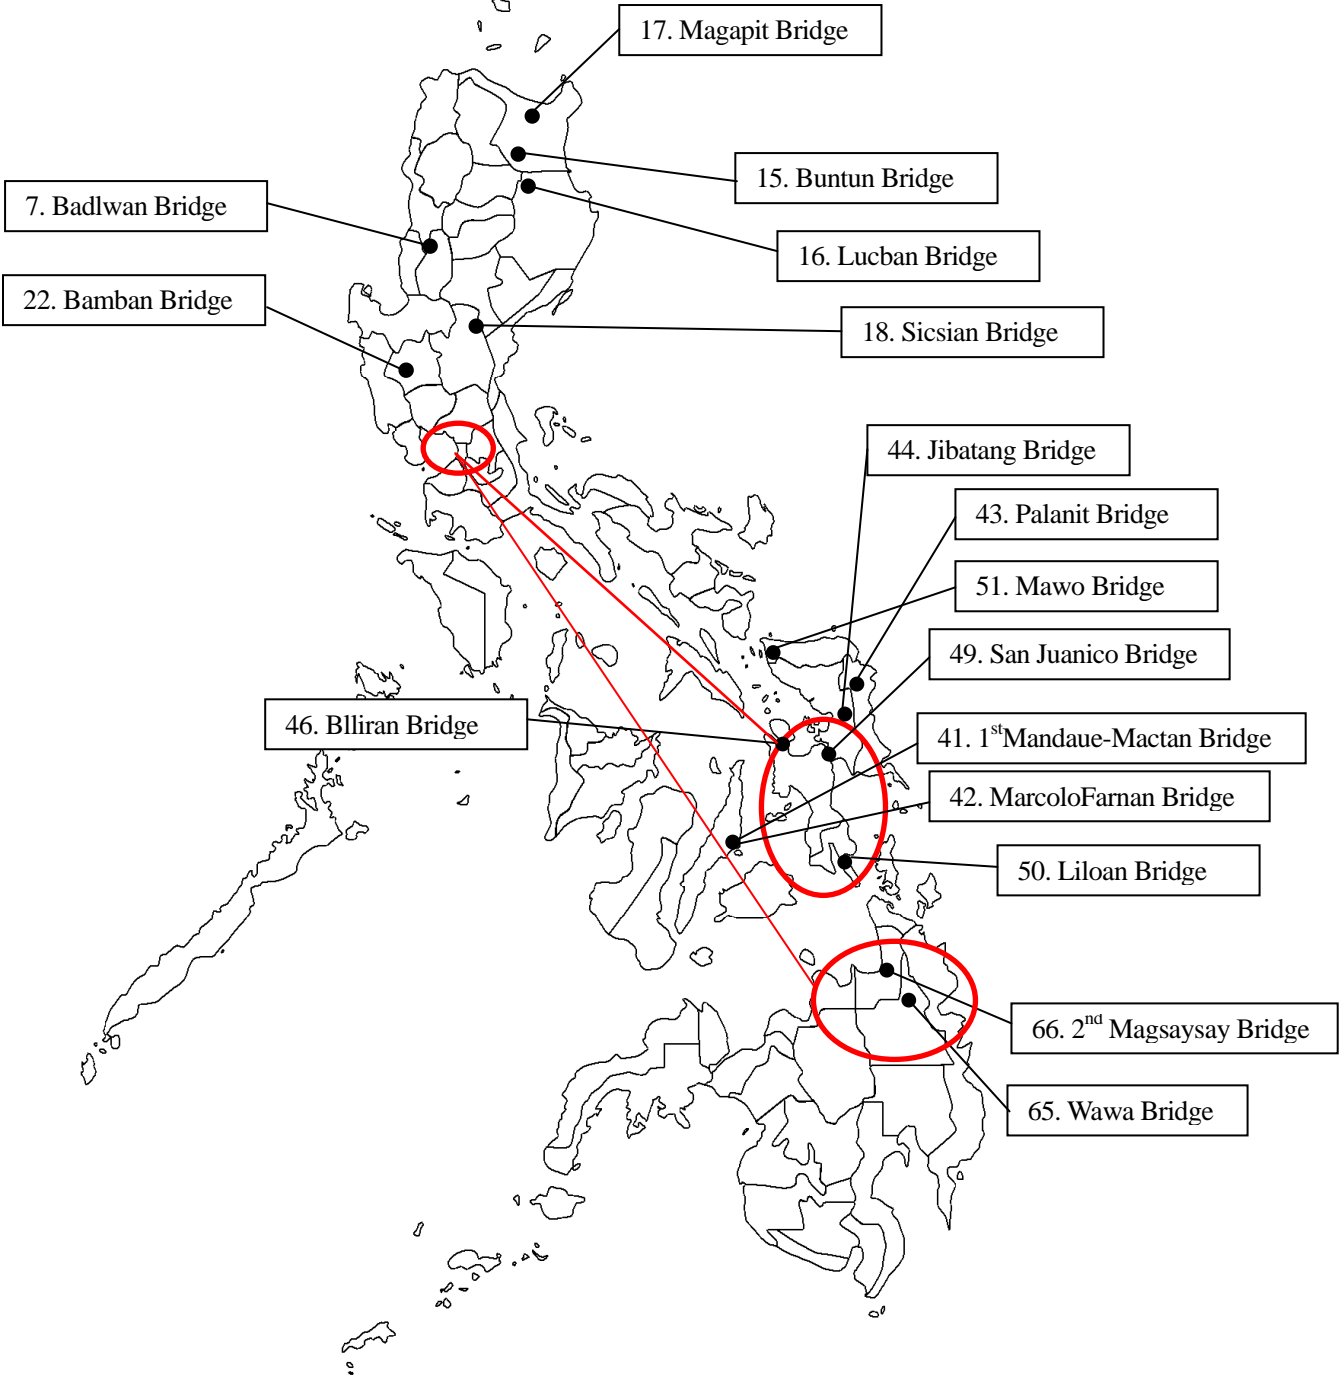 17. Magapit Bridge
15. Buntun Bridge
7. Badlwan Bridge
16. Lucban Bridge
22. Bamban Bridge
18. Sicsian Bridge
44. Jibatang Bridge
43. Palanit Bridge
51. Mawo Bridge
49. San Juanico Bridge
46. Blliran Bridge
41. 1stMandaue-Mactan Bridge
42. MarcoloFarnan Bridge
50. Liloan Bridge
66. 2nd Magsaysay Bridge
65. Wawa Bridge